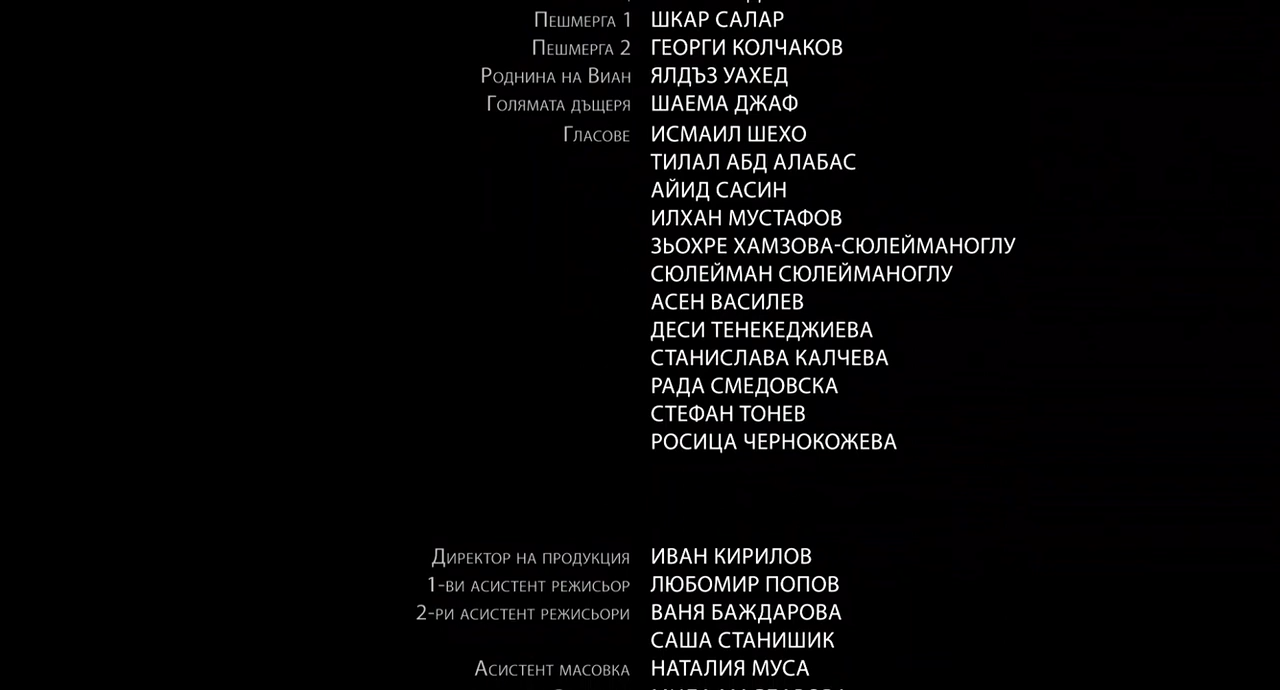 Пешмерга 1 ШКАР САЛАР
Пешмерга 2 ГЕОРГИ КОЛЧАКОВ
Роднина на Виан ЯЛДЪЗ УАХЕД
Голямата дъщеря ШАЕМА ДЖАФ
Гласове ИСМАИЛ ШЕХО
ТИЛАЛ АБД АЛАБАС
АЙИД САСИН
ИЛХАН МУСТАФОВ
ЗЬОХРЕ ХАМЗОВА-СЮЛЕЙМАНОГЛУ
СЮЛЕЙМАН СЮЛЕЙМАНОГЛУ
АСЕН ВАСИЛЕВ
ДЕСИ ТЕНЕКЕДЖИЕВА
СТАНИСЛАВА КАЛЧЕВА
РАДА СМЕДОВСКА
СТЕФАН ТОНЕВ
РОСИЦА ЧЕРНОКОЖЕВА
Директор на продукция ИВАН КИРИЛОВ
1-ви асистент режисьор ЛЮБОМИР ПОПОВ
2-ри асистент режисьори ВАНЯ БАЖДАРОВА
САША СТАНИШИК
Асистент масовка НАТАЛИЯ МУСА